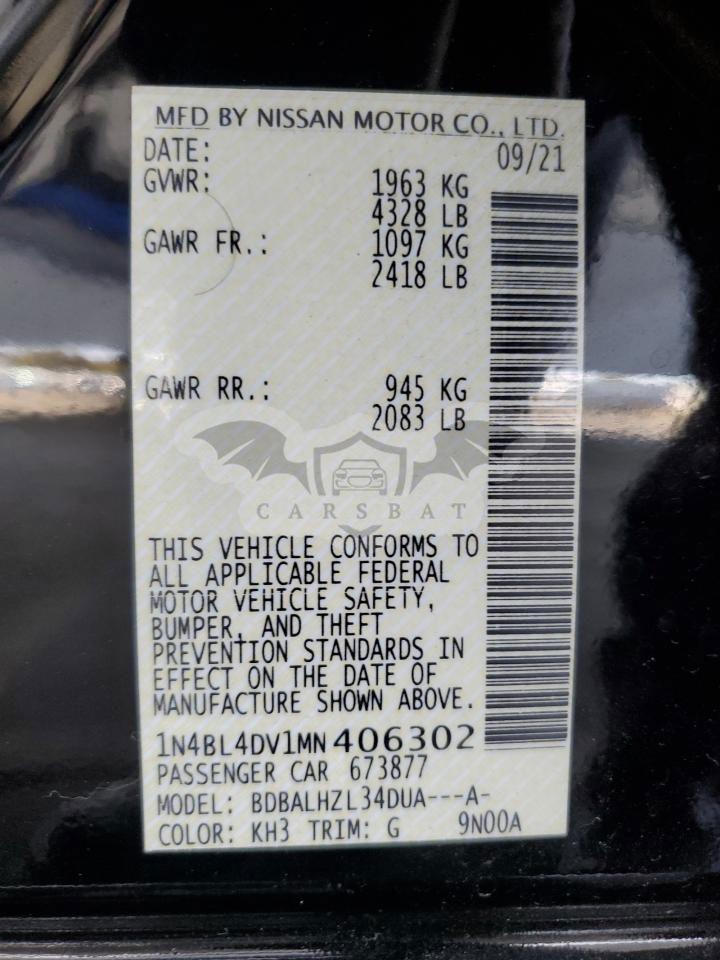 MFD BY NISSAN MOTOR CO., LTD.
DATE: 09/21
GVWR: 1963 KG
4328 LB
GAWR FR.: 1097 KG
2418 LB
GAWR RR.: 945 KG
2083 LB
CARSBAT
THIS VEHICLE CONFORMS TO
ALL APPLICABLE FEDERAL
MOTOR VEHICLE SAFETY,
BUMPER, AND THEFT
PREVENTION STANDARDS IN
EFFECT ON THE DATE OF
MANUFACTURE SHOWN ABOVE.
1N4BL4DV1MN406302
PASSENGER CAR 673877
MODEL: BDBALHZL34DUA---A-
COLOR: KH3 TRIM: G 9N00A